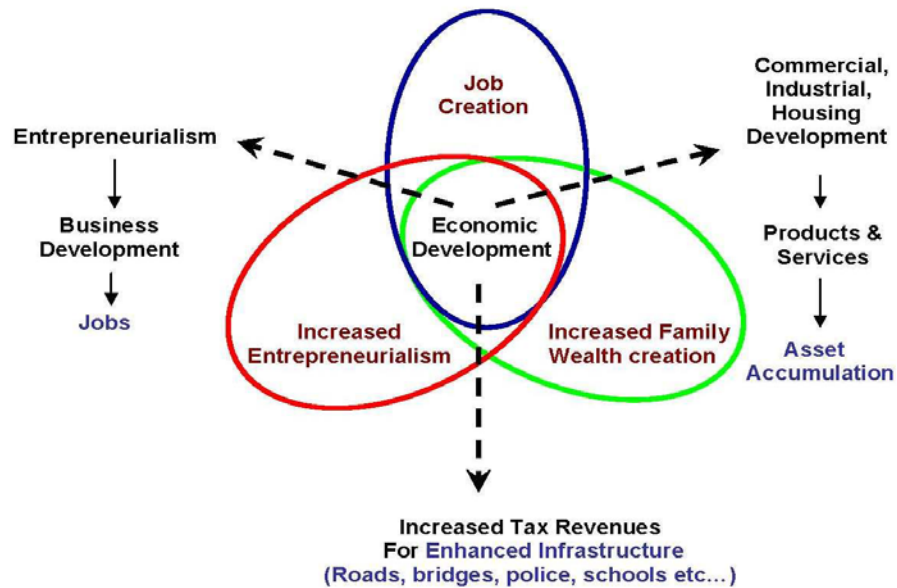 Job
Creation
Commercial,
Industrial,
Housing
Development
Entrepreneurialism
Business
Development
Jobs
Economic
Development
Products &
Services
Increased
Entrepreneurialism
Increased Family
Wealth creation
Asset
Accumulation
Increased Tax Revenues
For Enhanced Infrastructure
(Roads, bridges, police, schools etc…)